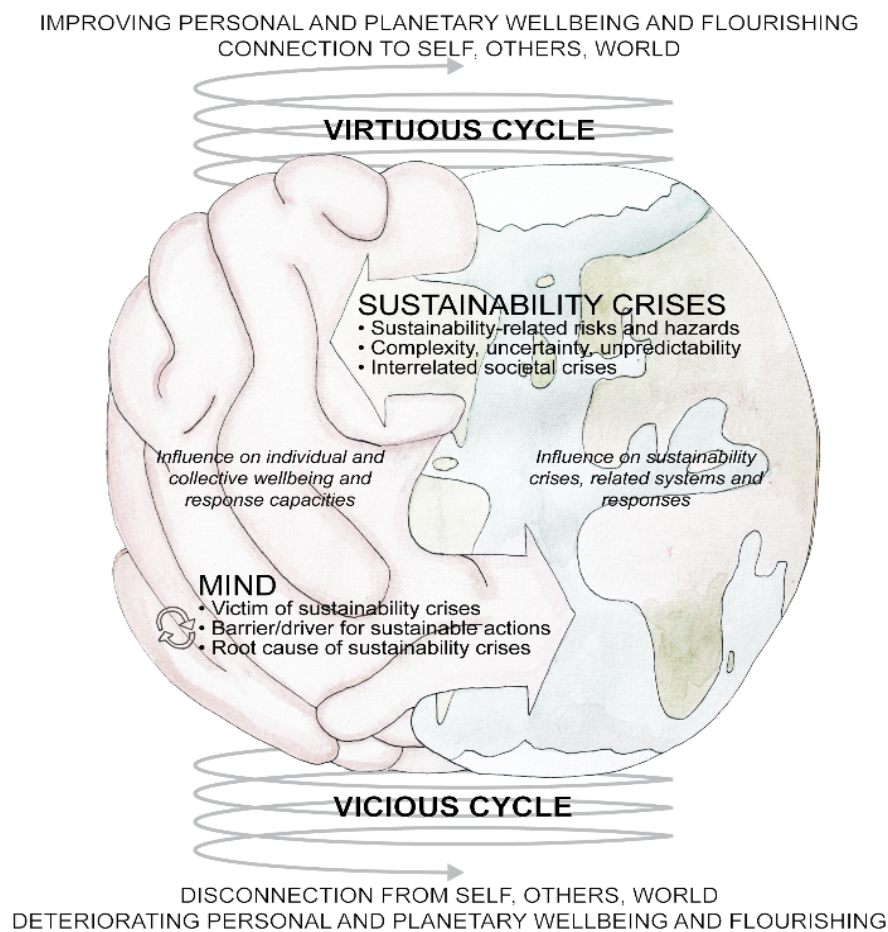 IMPROVING PERSONAL AND PLANETARY WELLBEING AND FLOURISHING
CONNECTION TO SELF, OTHERS, WORLD
VIRTUOUS CYCLE
SUSTAINABILITY CRISES
• Sustainability-related risks and hazards
• Complexity, uncertainty, unpredictability
• Interrelated societal crises
Influence on individual and
collective wellbeing and
response capacities
Influence on sustainability
crises, related systems and
responses
MIND
• Victim of sustainability crises
• Barrier/driver for sustainable actions
• Root cause of sustainability crises
VICIOUS CYCLE
DISCONNECTION FROM SELF, OTHERS, WORLD
DETERIORATING PERSONAL AND PLANETARY WELLBEING AND FLOURISHING